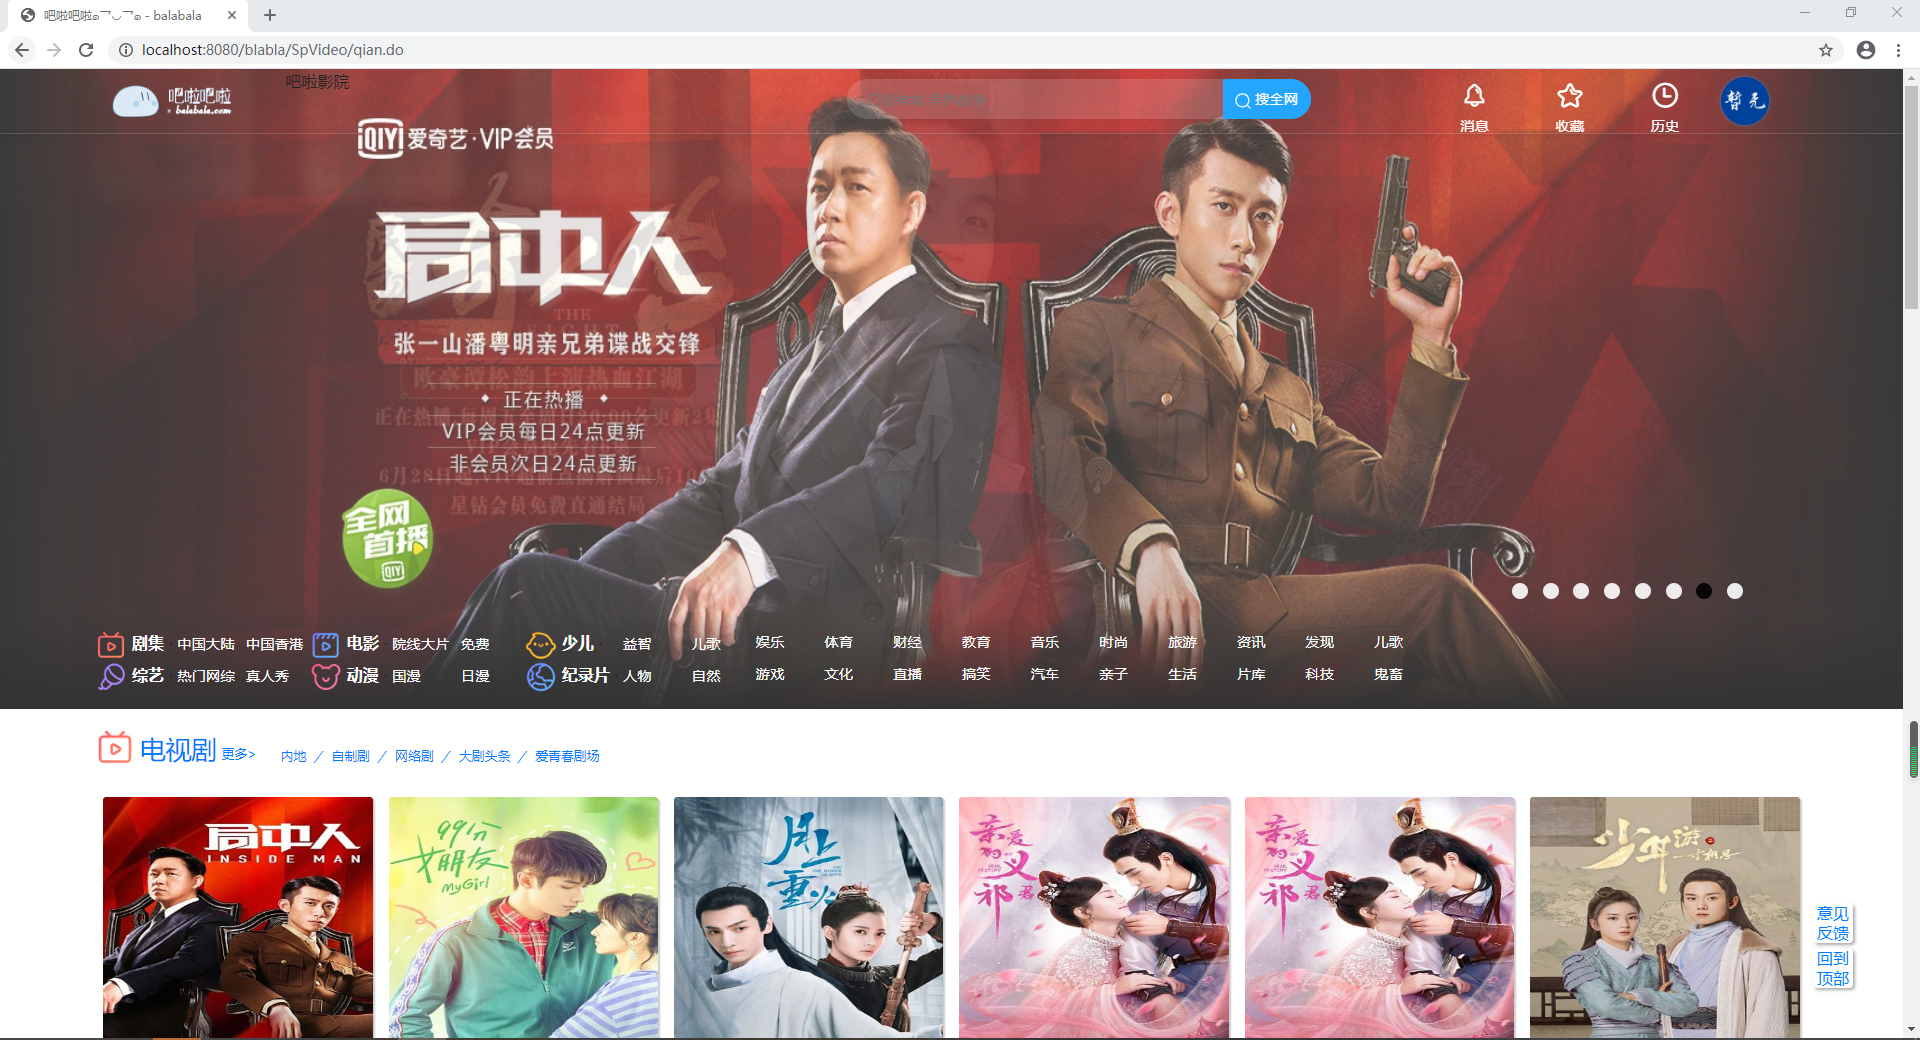 吧啦吧啦๑乛◡乛๑ - balabala
localhost:8080/blabla/SpVideo/qian.do
吧啦吧啦
balabala.com
吧啦影院
搜全网
消息
收藏
历史
暂无
QIY 爱奇艺·VIP会员
局中人
THE
张一山潘粤明亲兄弟谍战交锋
正在热播
VIP会员每日24点更新
非会员次日24点更新
星钻会员免费直通结局
全网
首播
QIY
剧集 中国大陆 中国香港 电影 院线大片 免费 少儿 益智 儿歌 娱乐 体育 财经 教育 音乐 时尚 旅游 资讯 发现 儿歌
综艺 热门网综 真人秀 动漫 国漫 日漫 纪录片 人物 自然 游戏 文化 直播 搞笑 汽车 亲子 生活 片库 科技 鬼畜
电视剧 更多> 内地 / 自制剧 / 网络剧 / 大剧头条 / 爱青春剧场
局中人
INSIDE MAN
99分
女朋友
My Girl
月上
重火
亲爱的义祁君
亲爱的义祁君
少年游
一寸相思
意见
反馈
回到
顶部